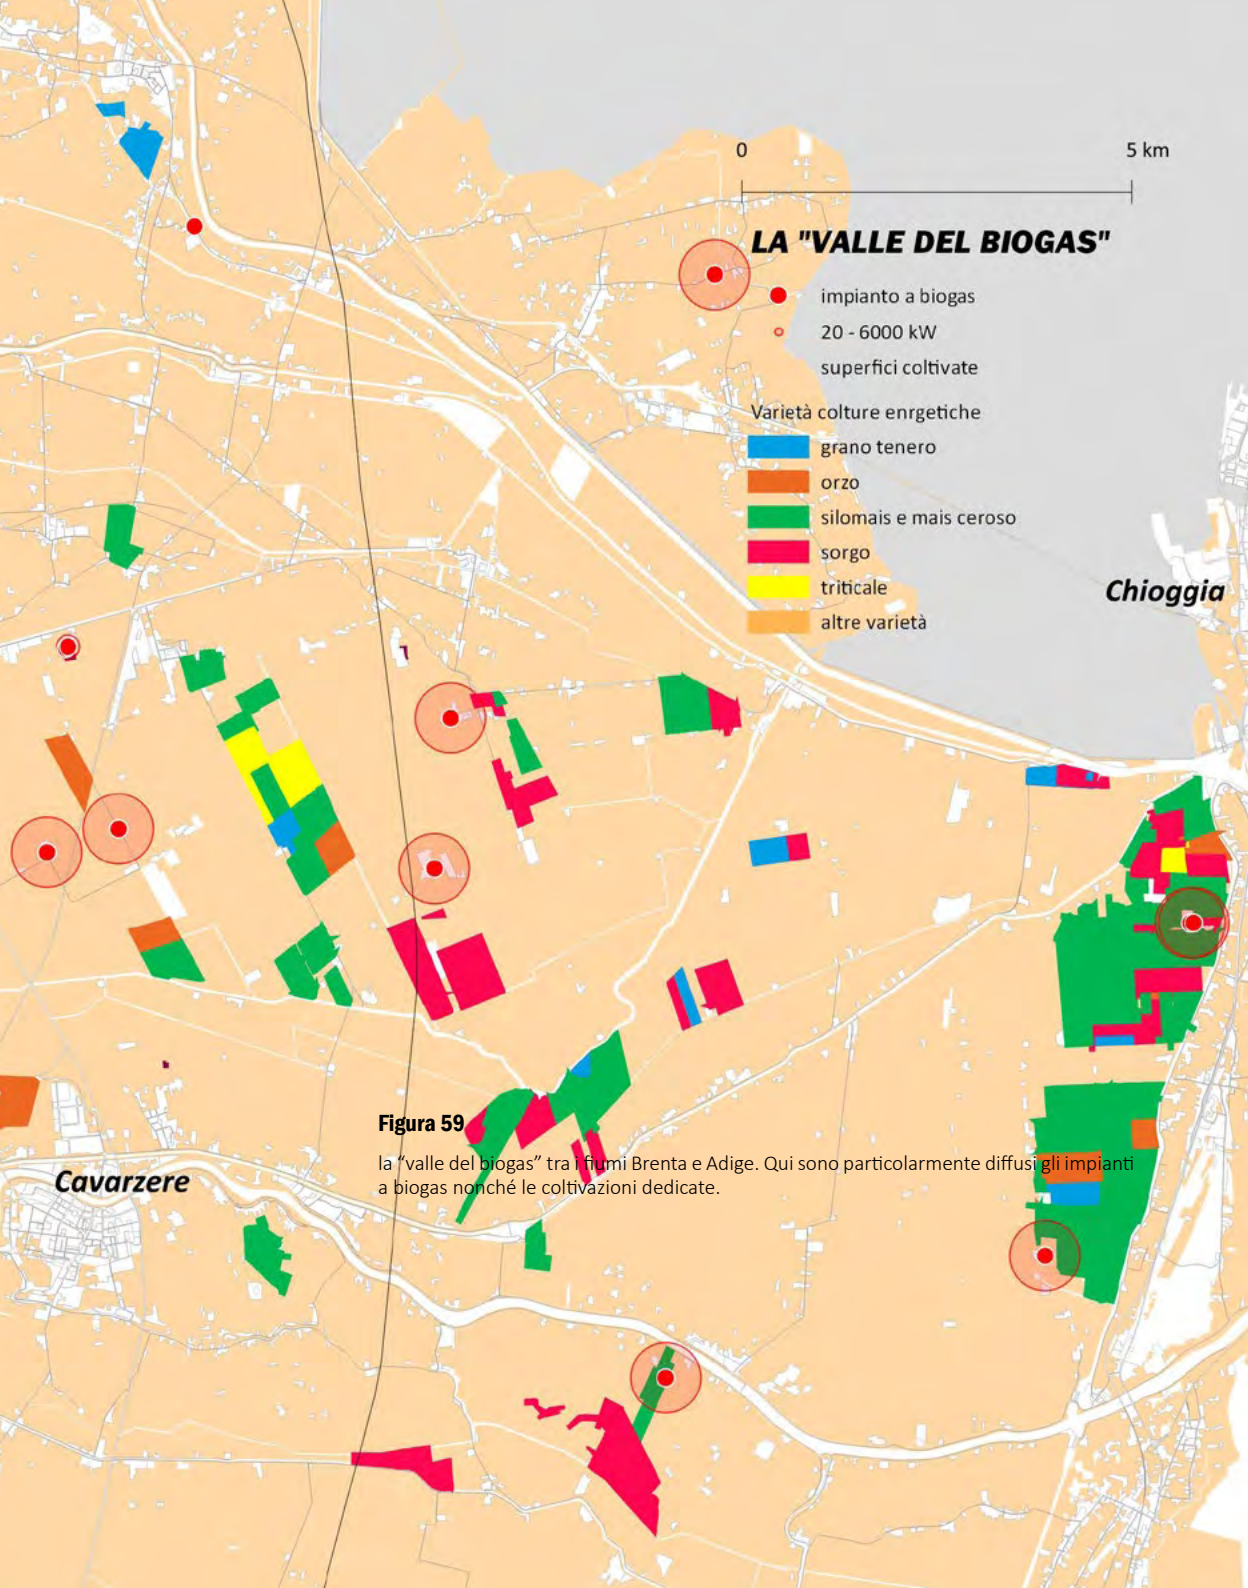 0
5 km
LA "VALLE DEL BIOGAS"
impianto a biogas
20 - 6000 kW
superfici coltivate
Varietà colture enrgetiche
grano tenero
orzo
silomais e mais ceroso
sorgo
triticale
altre varietà
Chioggia
Figura 59
la “valle del biogas” tra i fiumi Brenta e Adige. Qui sono particolarmente diffusi gli impianti
a biogas nonché le coltivazioni dedicate.
Cavarzere